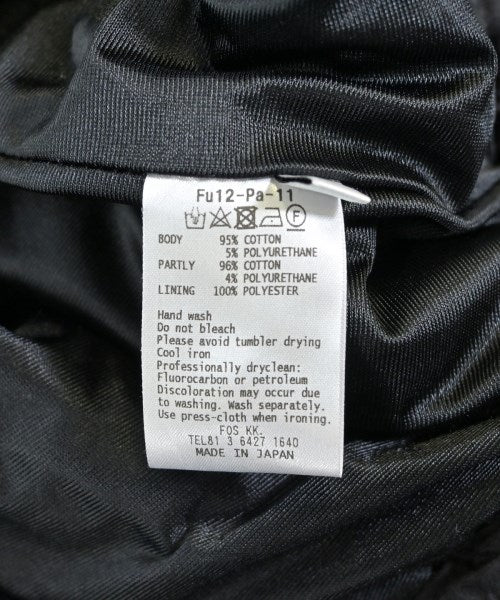 Fu12-Pa-11
F
BODY 95% COTTON
5% POLYURETHANE
PARTLY 96% COTTON
4% POLYURETHANE
LINING 100% POLYESTER
Hand wash
Do not bleach
Please avoid tumbler drying
Cool iron
Professionally dryclean:
Fluorocarbon or petroleum
Discoloration may occur due
to washing. Wash separately.
Use press-cloth when ironing.
FOS KK.
TEL81 3 6427 1640
MADE IN JAPAN